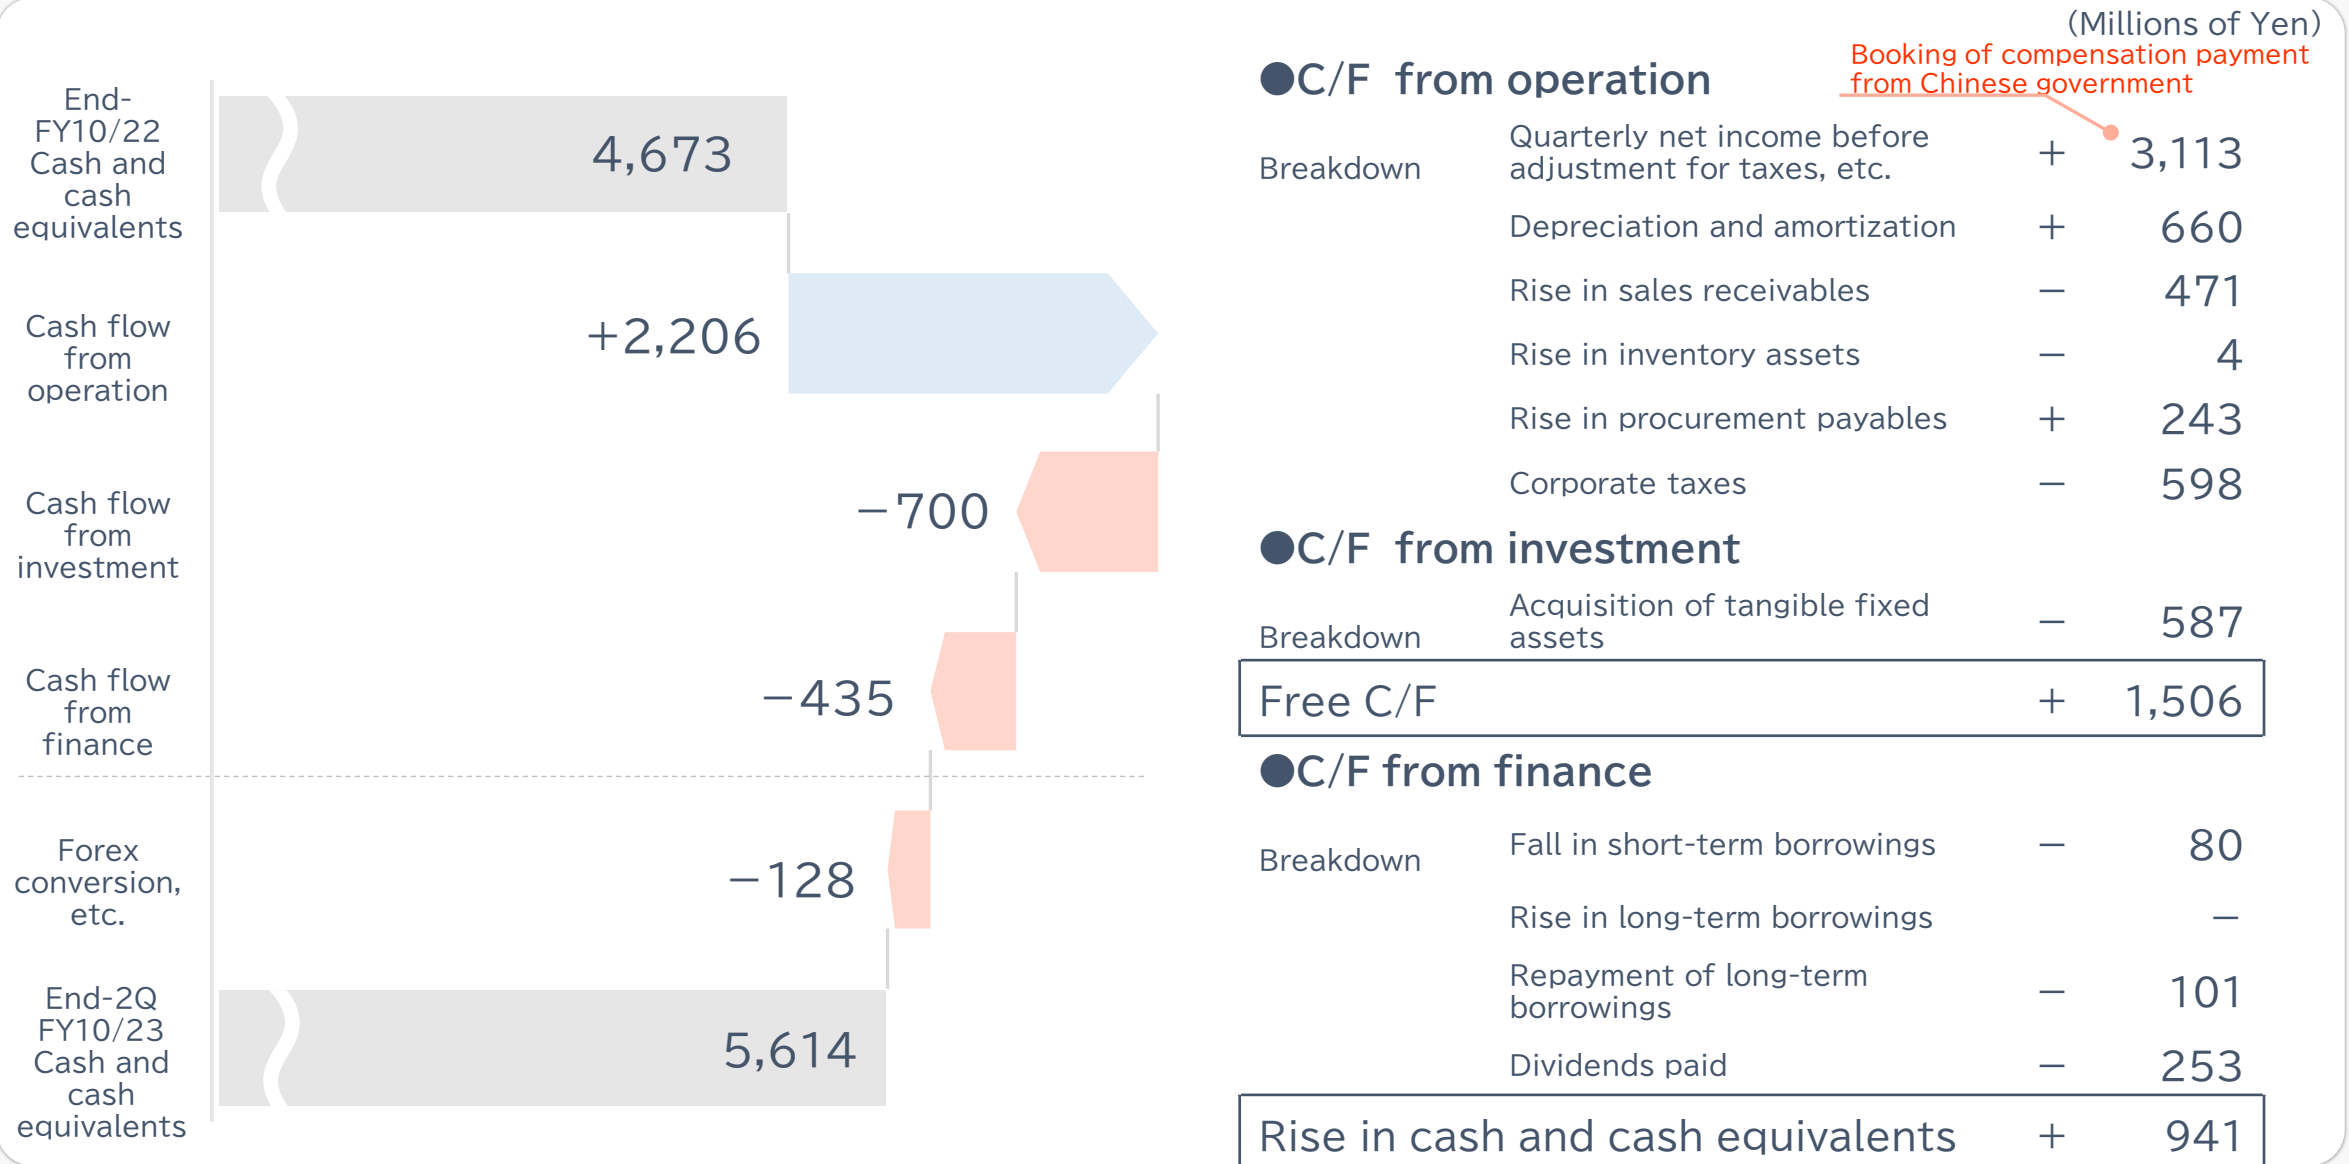 (Millions of Yen)
End-
FY10/22
Cash and
cash
equivalents
4,673
Cash flow
from
operation
+2,206
Cash flow
from
investment
−700
Cash flow
from
finance
−435
Forex
conversion,
etc.
−128
End-2Q
FY10/23
Cash and
cash
equivalents
5,614
●C/F from operation
Booking of compensation payment
from Chinese government
Breakdown
Quarterly net income before
adjustment for taxes, etc.
+ 3,113
Depreciation and amortization + 660
Rise in sales receivables − 471
Rise in inventory assets − 4
Rise in procurement payables + 243
Corporate taxes − 598
●C/F from investment
Breakdown
Acquisition of tangible fixed
assets
− 587
Free C/F + 1,506
●C/F from finance
Breakdown
Fall in short-term borrowings − 80
Rise in long-term borrowings −
Repayment of long-term
borrowings
− 101
Dividends paid − 253
Rise in cash and cash equivalents + 941